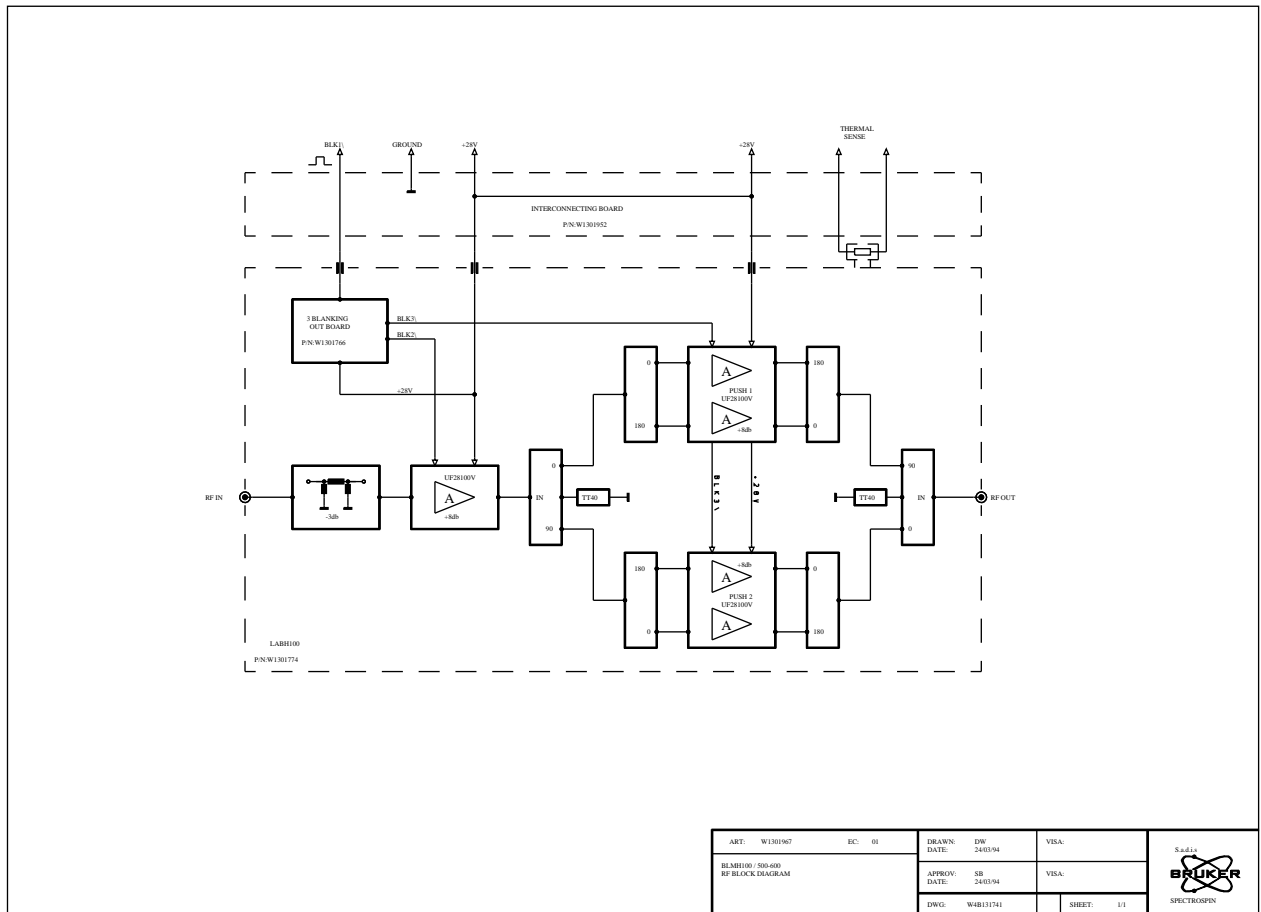 THERMAL
SENSE
BLK1\
GROUND
+28V
+28V
INTERCONNECTING BOARD
P/N:W1301952
3 BLANKING
OUT BOARD
P/N:W1301766
BLK3\
BLK2\
+28V
0
180
A
PUSH 1
UF28100V
A
+8db
180
0
RF IN
-3db
UF28100V
A
+8db
0
IN
90
TT40
BLK3\
+28V
TT40
90
IN
0
RF OUT
180
0
+8db
A
PUSH 2
UF28100V
A
0
180
LABH100
P/N:W1301774
ART: W1301967 EC: 01
BLMH100 / 500-600
RF BLOCK DIAGRAM
DRAWN: DW
DATE: 24/03/94
VISA:
APPROV: SB
DATE: 24/03/94
VISA:
DWG: W4B131741
SHEET: 1/1
S.a.d.i.s
BRUKER
SPECTROSPIN